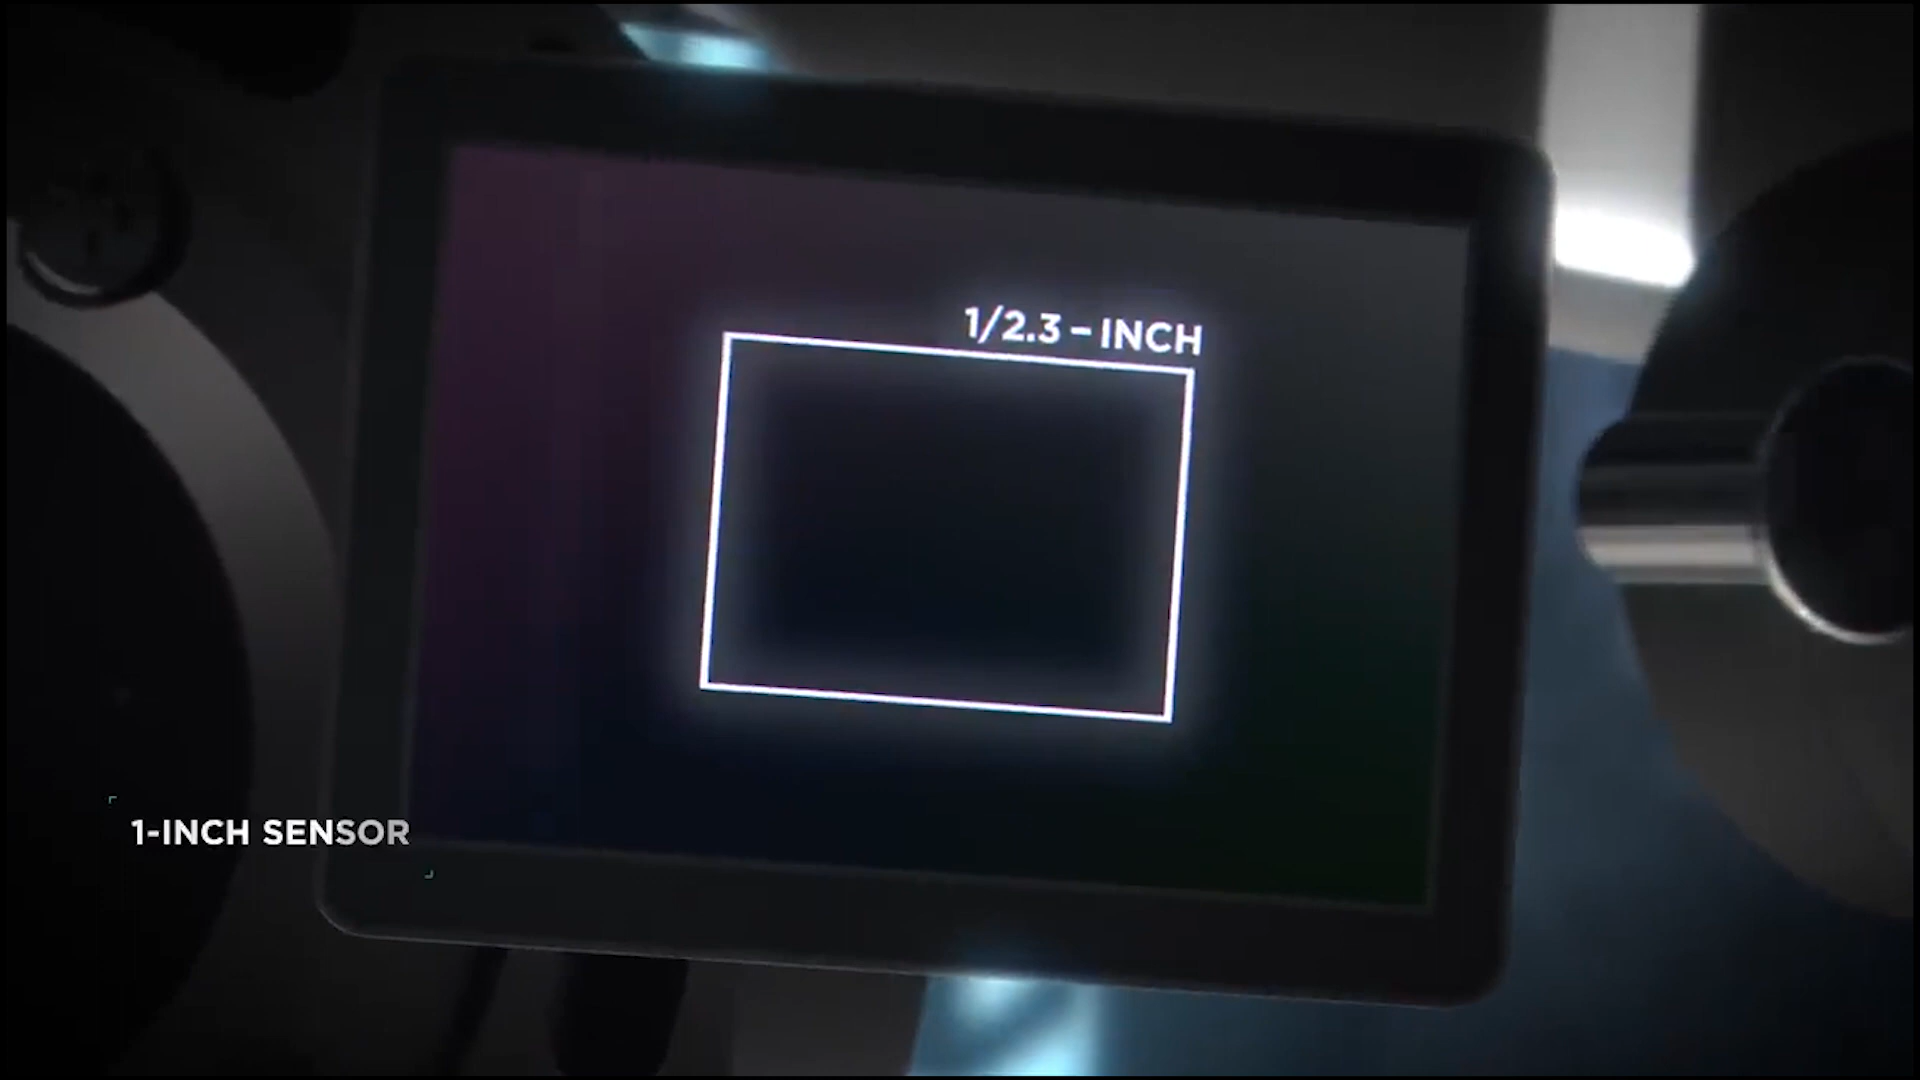 1/2.3 – INCH
1-INCH SENSOR